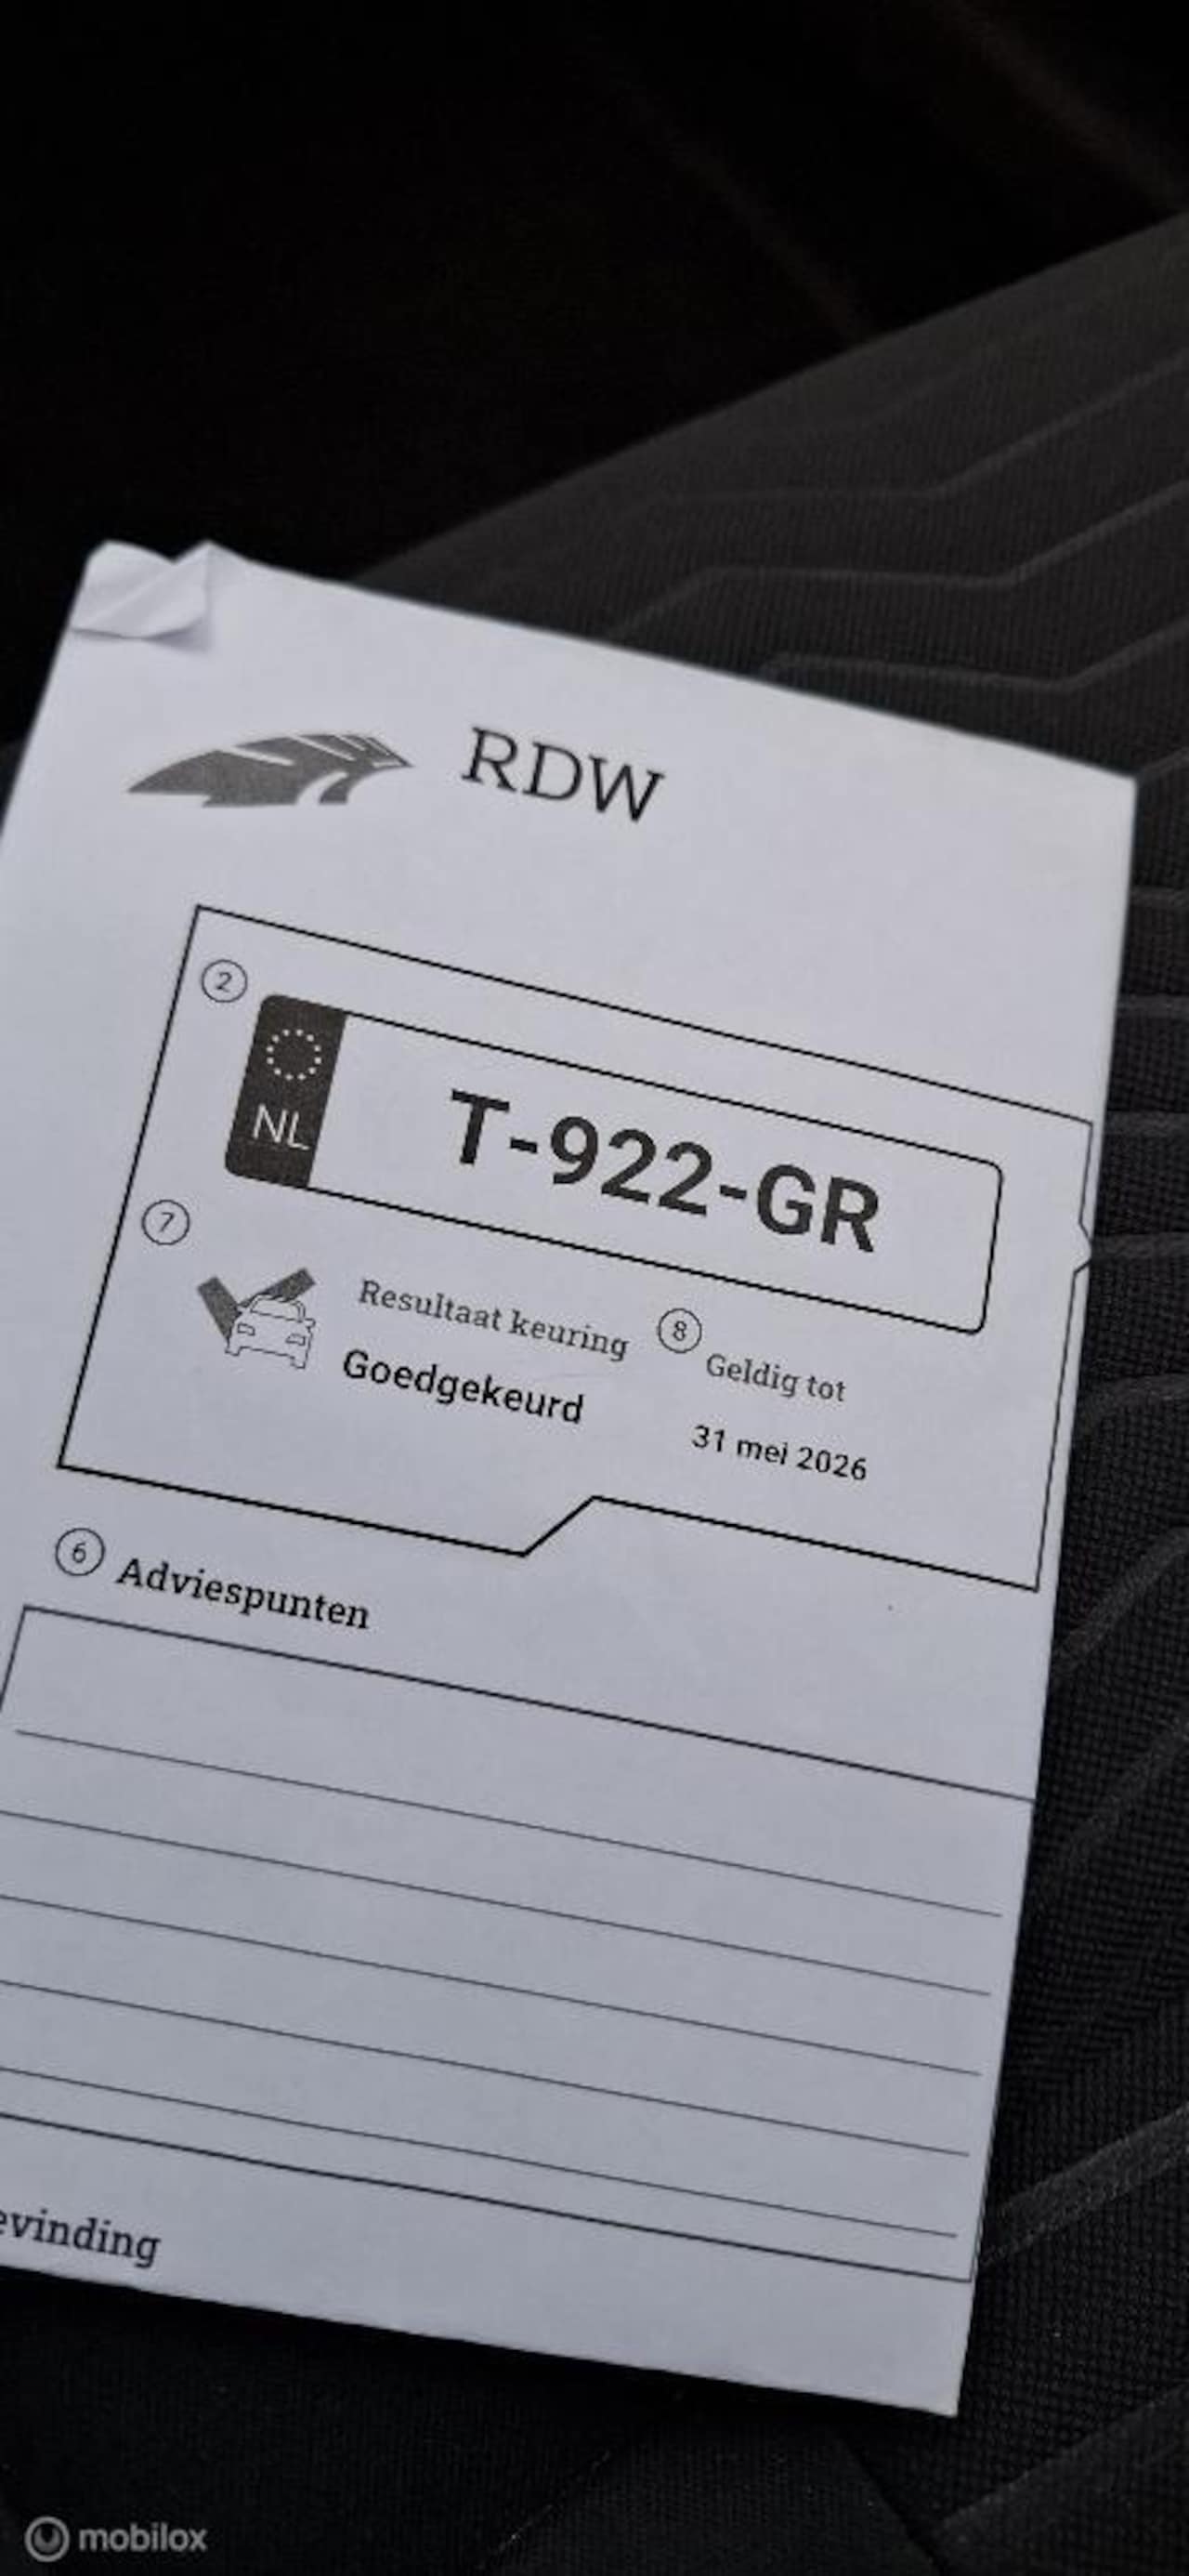 RDW
2
NL
T-922-GR
7
Resultaat keuring
Goedgekeurd
8
Geldig tot
31 mei 2026
6 Adviespunten
evinding
mobilox